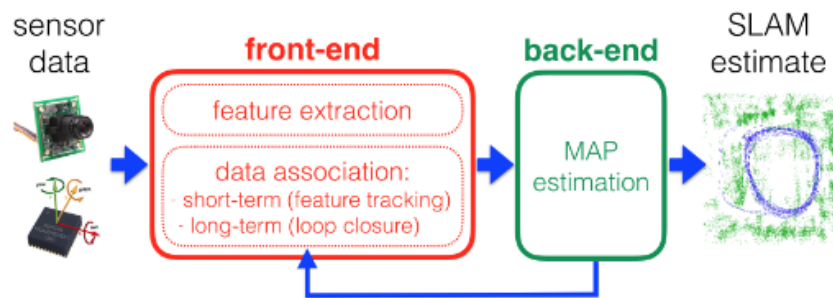 sensor
data
front-end
feature extraction
data association:
- short-term (feature tracking)
- long-term (loop closure)
back-end
MAP
estimation
SLAM
estimate